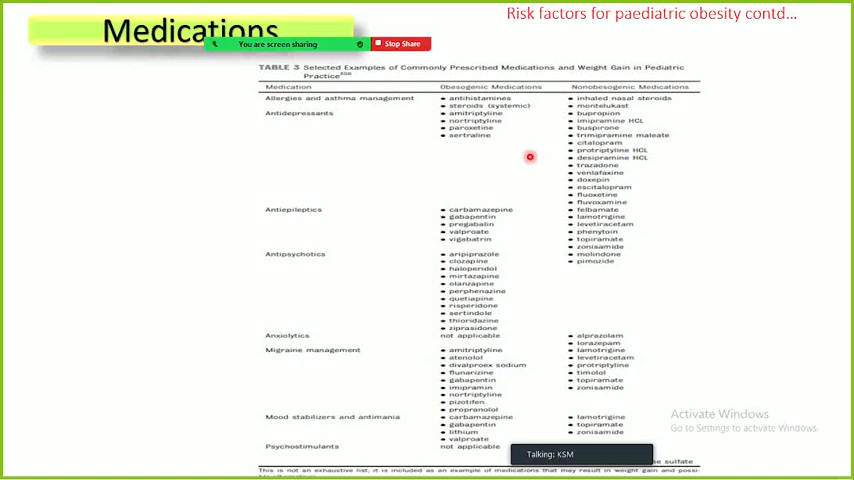 Risk factors for paediatric obesity contd...
Medications
You are screen sharing
Stop Share
TABLE 3 Selected Examples of Commonly Prescribed Medications and Weight Gain in Pediatric
Practice
Medication Obesogenic Medications Nonobesogenic Medications
Allergies and asthma management • antihistamines • inhaled nasal steroids
• steroids (systemic) • montelukast
Antidepressants • amitriptyline • bupropion
• nortriptyline • imipramine HCL
• paroxetine • buspirone
• sertraline • trimipramine maleate
• citalopram
• protriptyline HCL
• desipramine HCL
• trazadone
• venlafaxine
• doxepin
• escitalopram
• fluoxetine
• fluvoxamine
Antiepileptics • carbamazepine • felbamate
• gabapentin • lamotrigine
• pregabalin • levetiracetam
• valproate • phenytoin
• vigabatrin • topiramate
• zonisamide
Antipsychotics • aripiprazole • molindone
• clozapine • pimozide
• haloperidol
• mirtazapine
• olanzapine
• perphenazine
• quetiapine
• risperidone
• sertindole
• thioridazine
• ziprasidone
Anxiolytics not applicable • alprazolam
• lorazepam
Migraine management • amitriptyline • lamotrigine
• atenolol • levetiracetam
• divalproex sodium • protriptyline
• flunarizine • timolol
• gabapentin • topiramate
• imipramin • zonisamide
• nortriptyline
• pizotifen
• propranolol
Mood stabilizers and antimania • carbamazepine • lamotrigine
• gabapentin • topiramate
• lithium • zonisamide
• valproate
Psychostimulants not applicable
sulfate
This is not an exhaustive list; it is included as an example of medications that may result in weight gain and possi-
Talking: KSM
Activate Windows
Go to Settings to activate Windows.